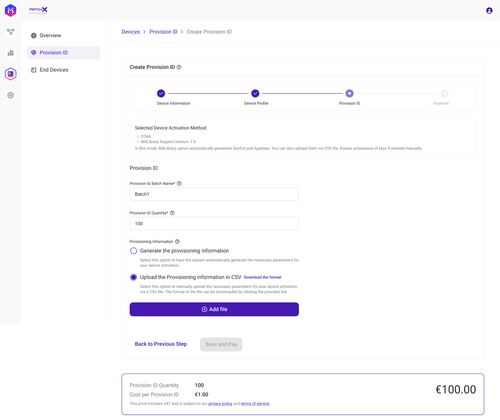 Devices > Provision ID > Create Provision ID
Overview
Provision ID
End Devices
Create Provision ID
Device Information
Device Profile
Provision ID
Payment
Selected Device Activation Method
- OTAA
- MXLibrary Support Version: 1.0
In this mode, MXLibrary option automatically generates DevEUI and AppKeys. You can also upload them via CSV file. Ensure uniqueness of keys if entered manually.
Provision ID
Provision ID Batch Name*
Batch1
Provision ID Quantity*
100
Provisioning Information
Generate the provisioning information
Select this option to have the system automatically generate the necessary parameters for
your device activation.
Upload the Provisioning information in CSV Download the format
Select this option to manually upload the necessary parameters for your device activation
via a CSV file. The format of the file can be downloaded by clicking the provided link.
Add file
Back to Previous Step
Save and Pay
Provision ID Quantity 100
Cost per Provision ID €1.00
€100.00
This price includes VAT and is subject to our privacy policy and terms of service.